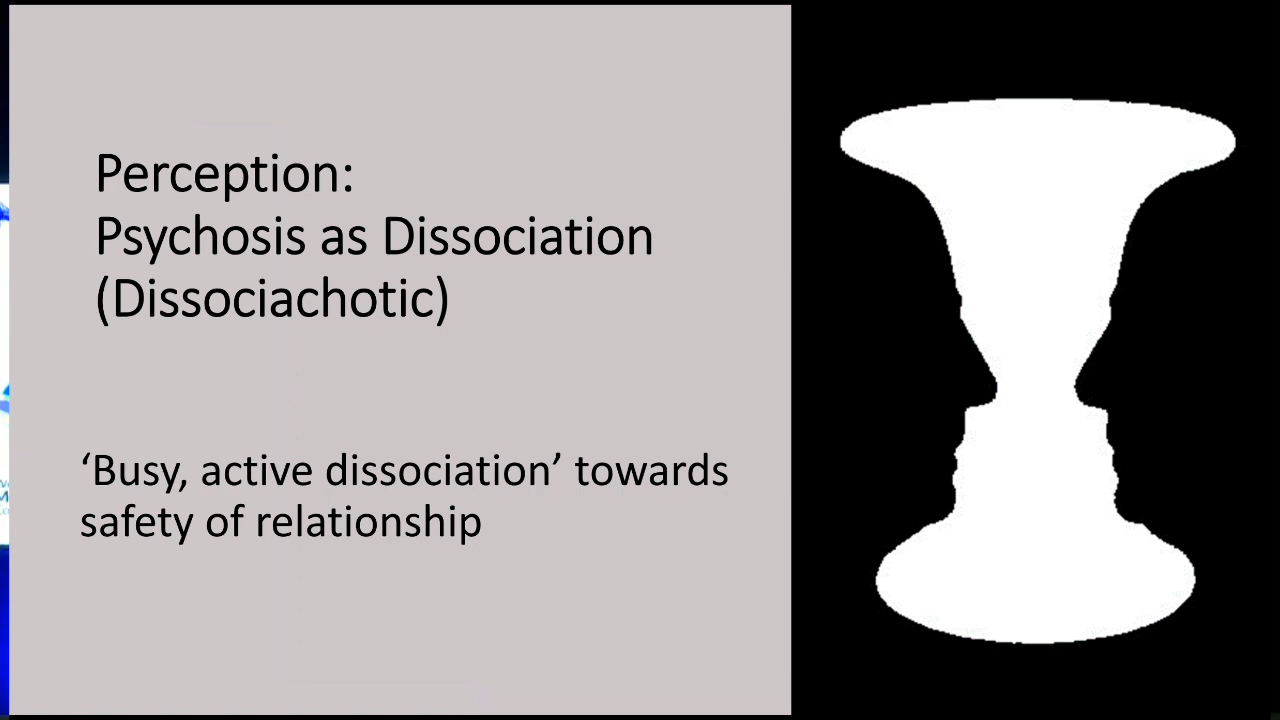 Perception:
Psychosis as Dissociation
(Dissociachotic)
‘Busy, active dissociation’ towards
safety of relationship